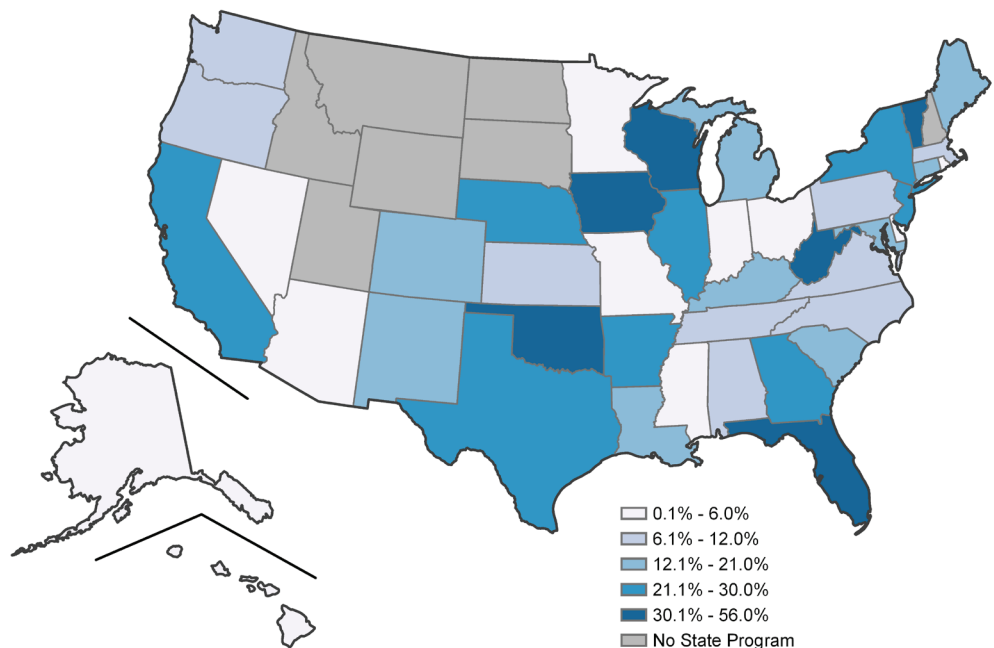 0.1% - 6.0%
6.1% - 12.0%
12.1% - 21.0%
21.1% - 30.0%
30.1% - 56.0%
No State Program